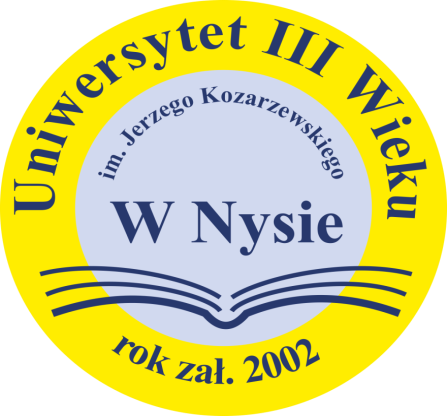 Uniwersytet III Wieku
im. Jerzego Kozarzewskiego
W Nysie
rok zał. 2002